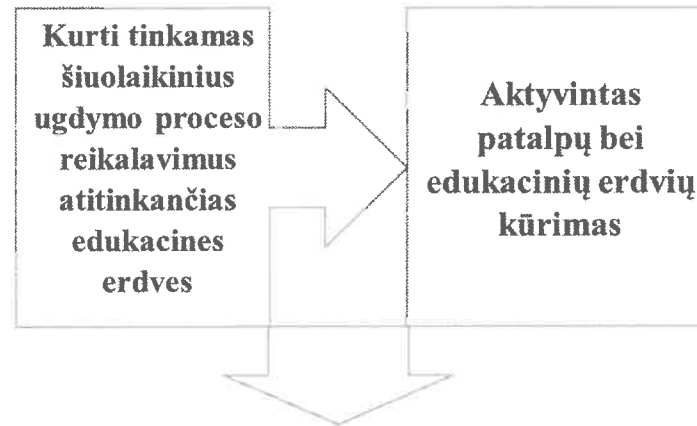 Kurti tinkamas
šiuolaikinius
ugdymo proceso
reikalavimus
atitinkančias
edukacines
erdves
Aktyvintas
patalpų bei
edukacinių erdvių
kūrimas